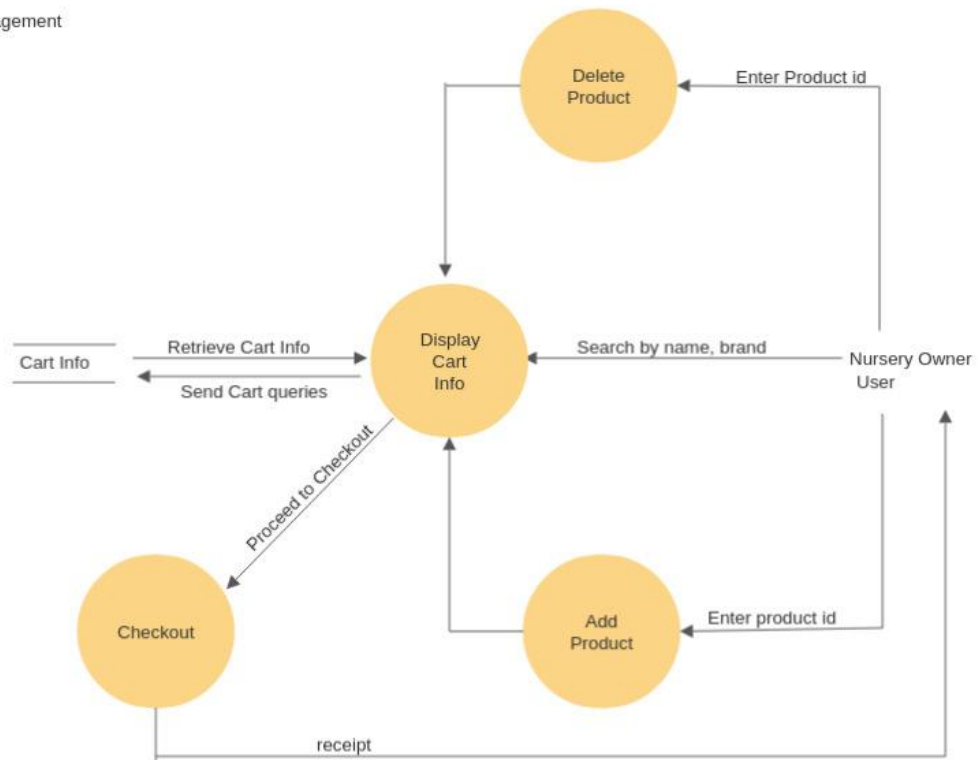 agement
Delete
Product
Enter Product id
Display
Cart
Info
Retrieve Cart Info
Cart Info
Send Cart queries
Search by name, brand
Nursery Owner
User
Proceed to Checkout
Checkout
Add
Product
Enter product id
receipt